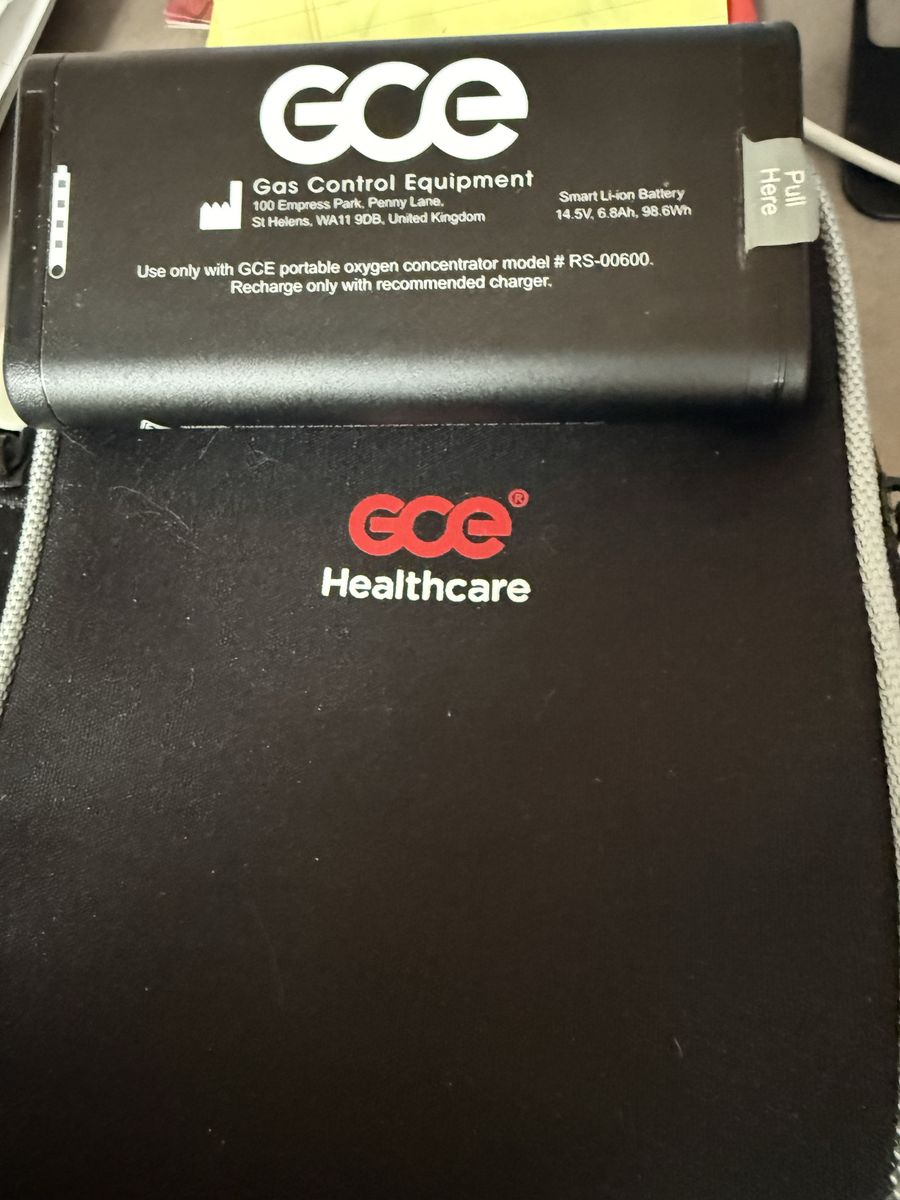 GCE
Gas Control Equipment
100 Empress Park, Penny Lane,
St Helens, WA11 9DB, United Kingdom
Smart Li-ion Battery
14.5V, 6.8Ah, 98.6Wh
Pull
Here
Use only with GCE portable oxygen concentrator model # RS-00600.
Recharge only with recommended charger.
GCE®
Healthcare